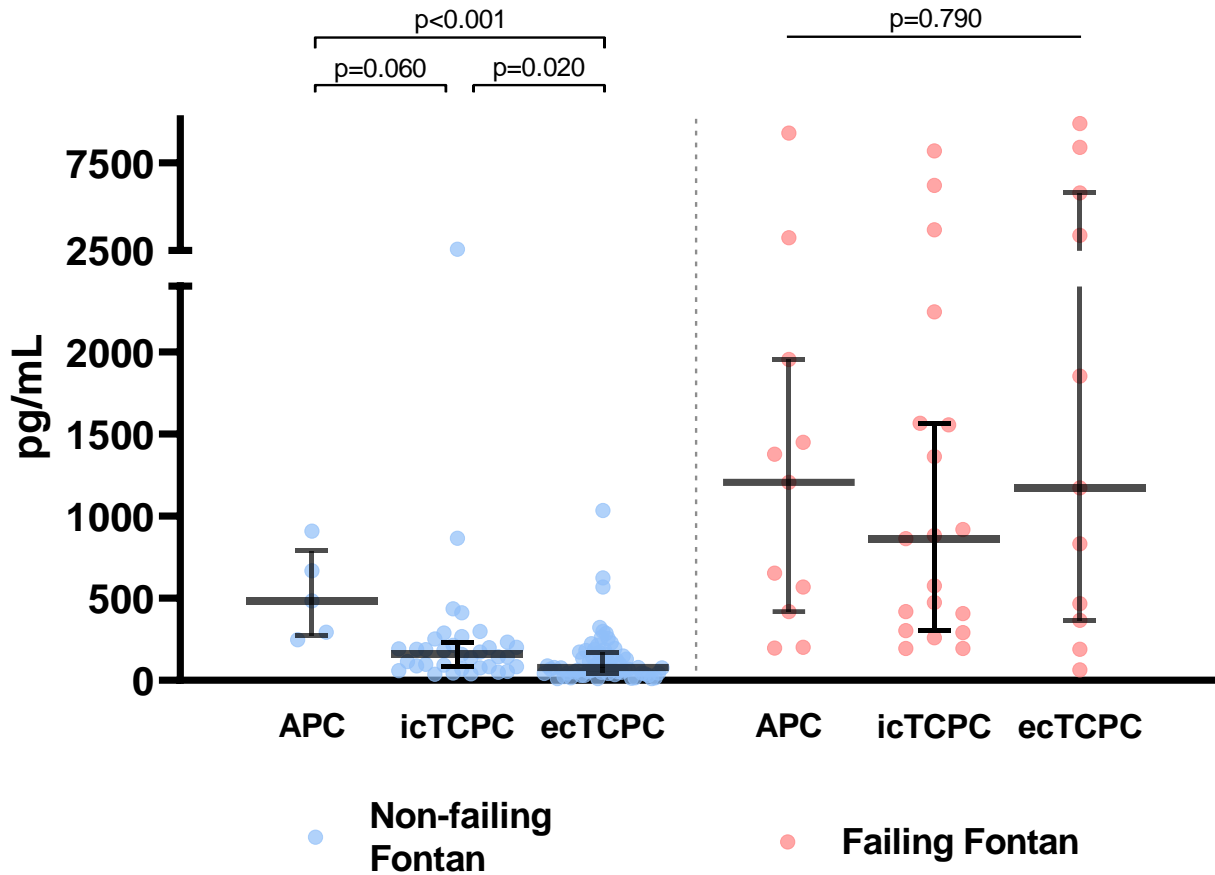 p<0.001
p=0.790
p=0.060
p=0.020
7500
2500
2000
1500
1000
500
0
pg/mL
APC
icTCPC
ecTCPC
APC
icTCPC
ecTCPC
Non-failing
Fontan
Failing Fontan